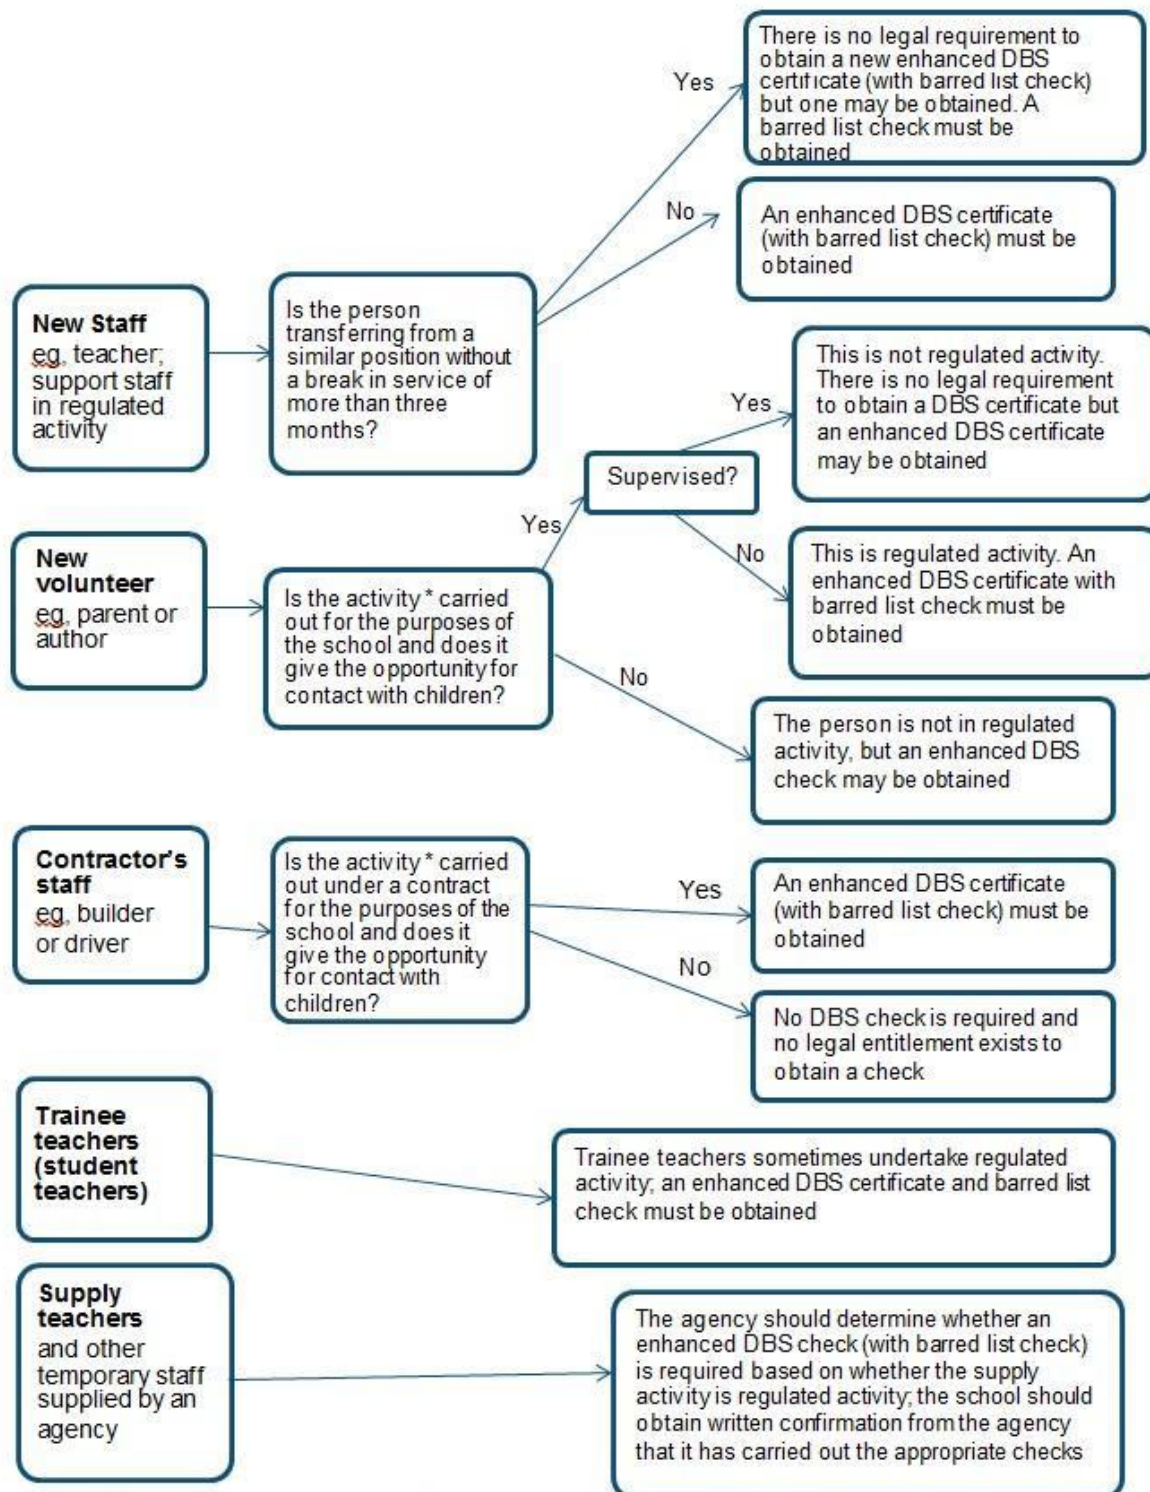 There is no legal requirement to
obtain a new enhanced DBS
certificate (with barred list check)
but one may be obtained. A
barred list check must be
obtained
Yes
No
An enhanced DBS certificate
(with barred list check) must be
obtained
New Staff
eg, teacher;
support staff
in regulated
activity
Is the person
transferring from a
similar position without
a break in service of
more than three
months?
This is not regulated activity.
There is no legal requirement
to obtain a DBS certificate but
an enhanced DBS certificate
may be obtained
Yes
Supervised?
Yes
No
This is regulated activity. An
enhanced DBS certificate with
barred list check must be
obtained
New
volunteer
eg, parent or
author
Is the activity * carried
out for the purposes of
the school and does it
give the opportunity for
contact with children?
No
The person is not in regulated
activity, but an enhanced DBS
check may be obtained
Contractor's
staff
eg, builder
or driver
Is the activity * carried
out under a contract
for the purposes of the
school and does it
give the opportunity
for contact with
children?
Yes
An enhanced DBS certificate
(with barred list check) must be
obtained
No
No DBS check is required and
no legal entitlement exists to
obtain a check
Trainee
teachers
(student
teachers)
Trainee teachers sometimes undertake regulated
activity; an enhanced DBS certificate and barred list
check must be obtained
Supply
teachers
and other
temporary staff
supplied by an
agency
The agency should determine whether an
enhanced DBS check (with barred list check)
is required based on whether the supply
activity is regulated activity; the school should
obtain written confirmation from the agency
that it has carried out the appropriate checks